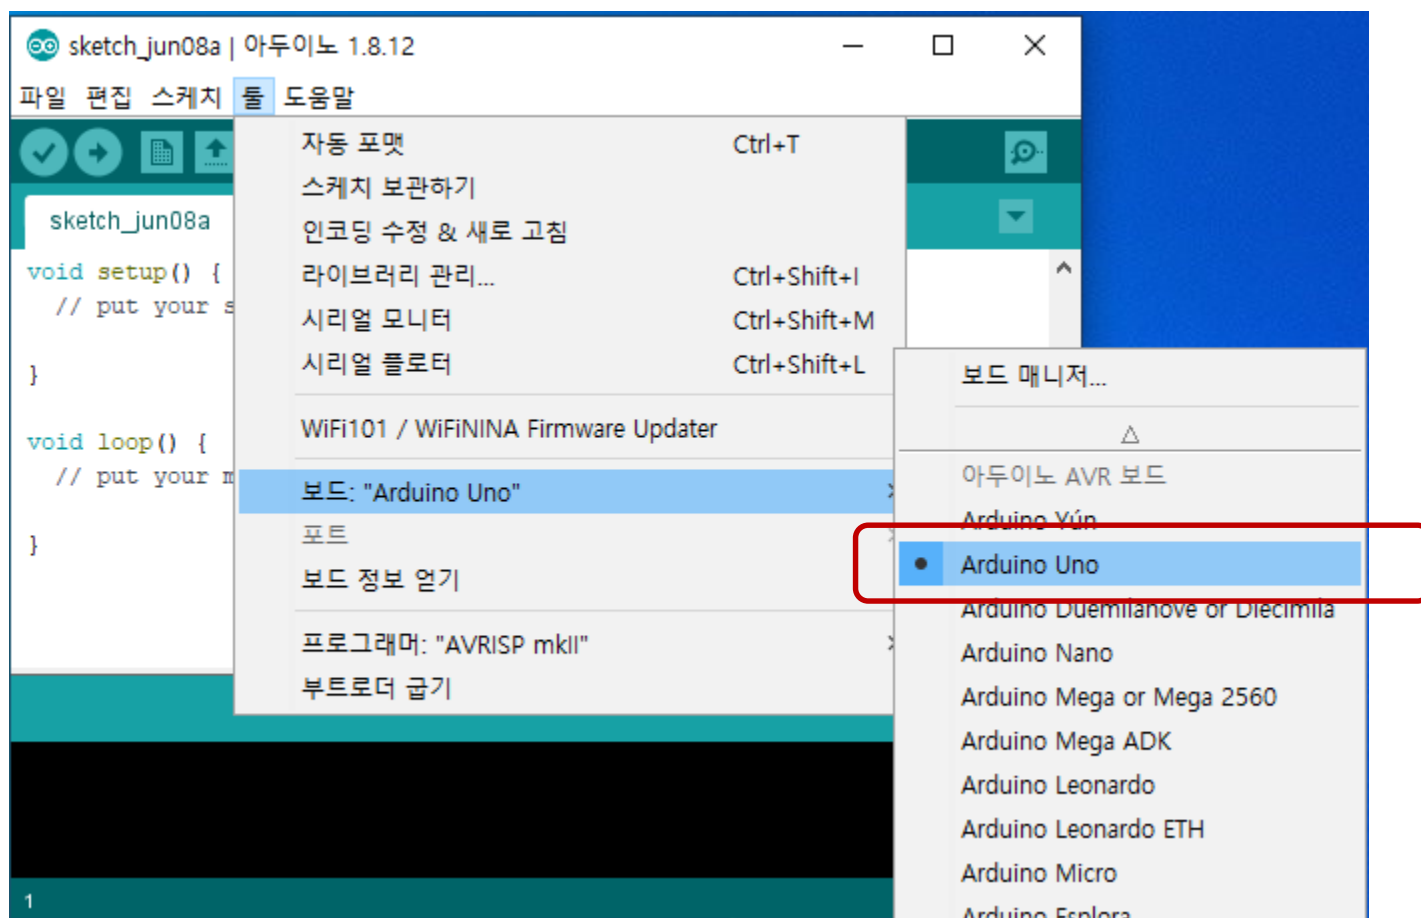 sketch_jun08a | 아두이노 1.8.12
파일 편집 스케치 툴 도움말
sketch_jun08a
void setup() {
// put your s
}
void loop() {
// put your m
}
1
자동 포맷 Ctrl+T
스케치 보관하기
인코딩 수정 & 새로 고침
라이브러리 관리... Ctrl+Shift+I
시리얼 모니터 Ctrl+Shift+M
시리얼 플로터 Ctrl+Shift+L
WiFi101 / WiFiNINA Firmware Updater
보드: "Arduino Uno"
포트
보드 정보 얻기
프로그래머: "AVRISP mkII"
부트로더 굽기
보드 매니저...
아두이노 AVR 보드
Arduino Yún
Arduino Uno
Arduino Duemilanove or Diecimila
Arduino Nano
Arduino Mega or Mega 2560
Arduino Mega ADK
Arduino Leonardo
Arduino Leonardo ETH
Arduino Micro
Arduino Esplora